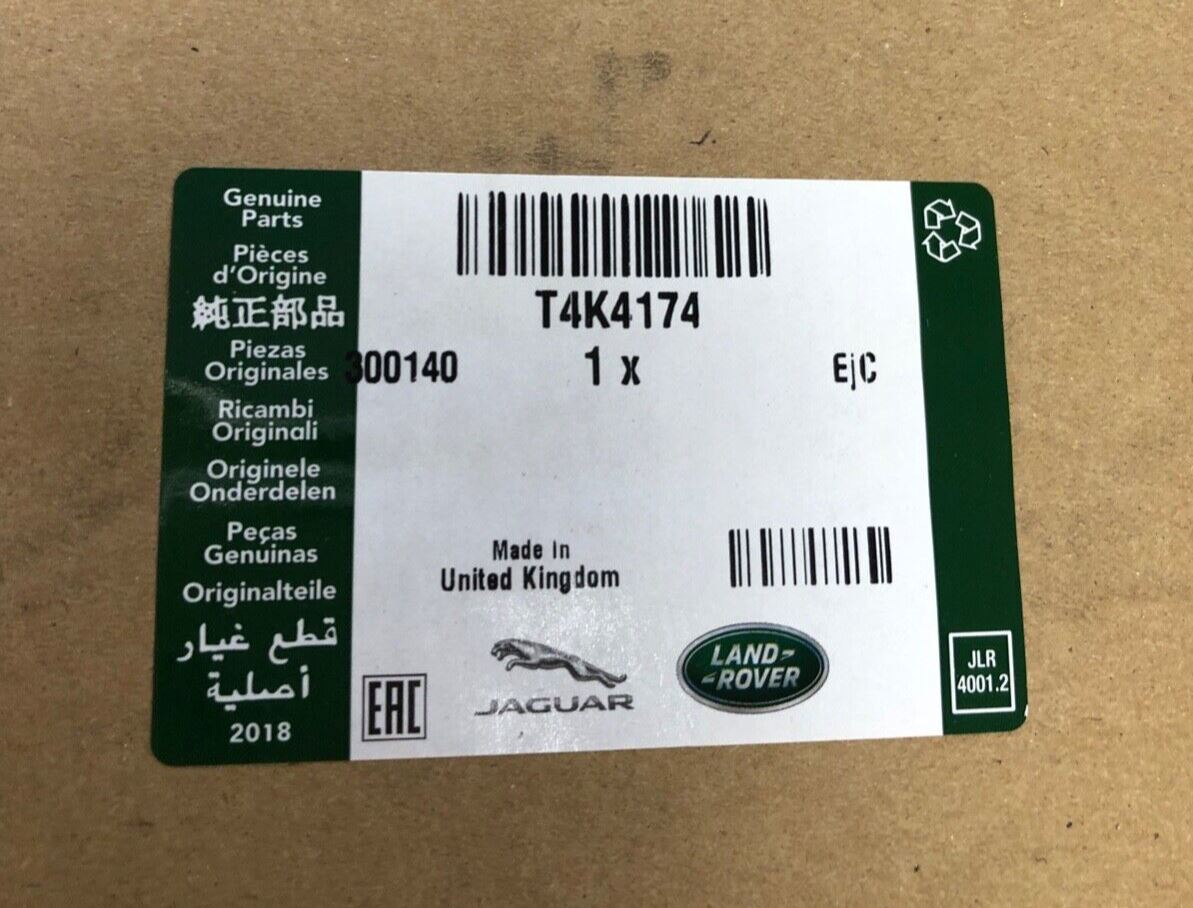 Genuine
Parts
Pièces
d'Origine
純正部品
Piezas
Originales
Ricambi
Originali
Originele
Onderdelen
Peças
Genuinas
Originalteile
قطع غيار
أصلية
2018
T4K4174
300140 1 x EjC
Made in
United Kingdom
EAC
JAGUAR
LAND-
-ROVER
JLR
4001.2